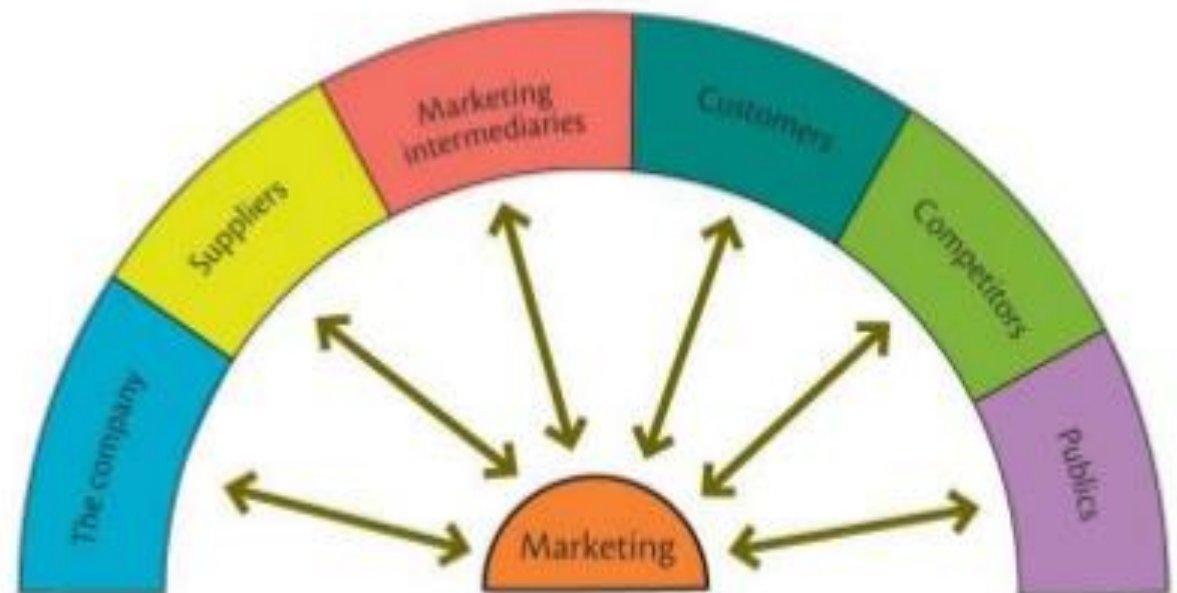 The company
Suppliers
Marketing
intermediaries
Customers
Competitors
Publics
Marketing